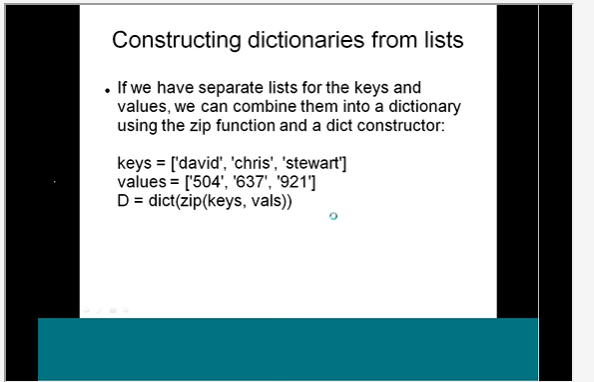 Constructing dictionaries from lists
• If we have separate lists for the keys and
values, we can combine them into a dictionary
using the zip function and a dict constructor:
keys = ['david', 'chris', 'stewart']
values = ['504', '637', '921']
D = dict(zip(keys, vals))